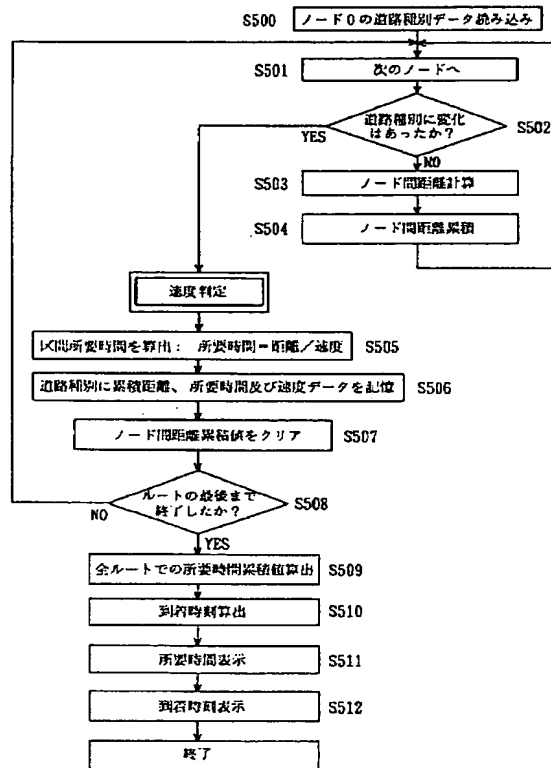 S500
ノード0の道路種別データ読み込み
S501
次のノードへ
道路種別に変化
はあったか?
S502
YES
NO
S503
ノード間距離計算
S504
ノード間距離累積
速度判定
区間所要時間を算出: 所要時間=距離/速度
S505
道路種別に累積距離、所要時間及び速度データを記憶
S506
ノード間距離累積値をクリア
S507
ルートの最後まで
終了したか?
S508
NO
YES
全ルートでの所要時間累積値算出
S509
到着時刻算出
S510
所要時間表示
S511
到着時刻表示
S512
終了